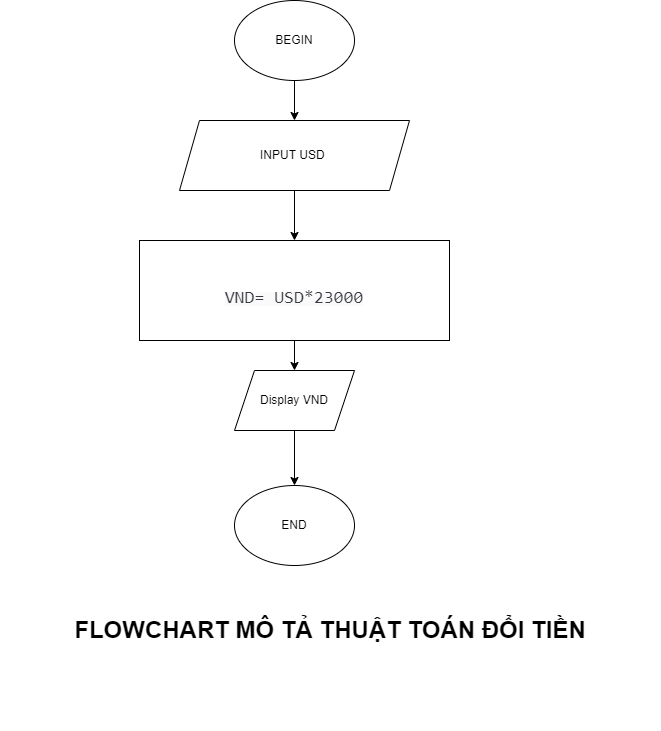 BEGIN
INPUT USD
VND= USD*23000
Display VND
END
FLOWCHART MÔ TẢ THUẬT TOÁN ĐỔI TIỀN